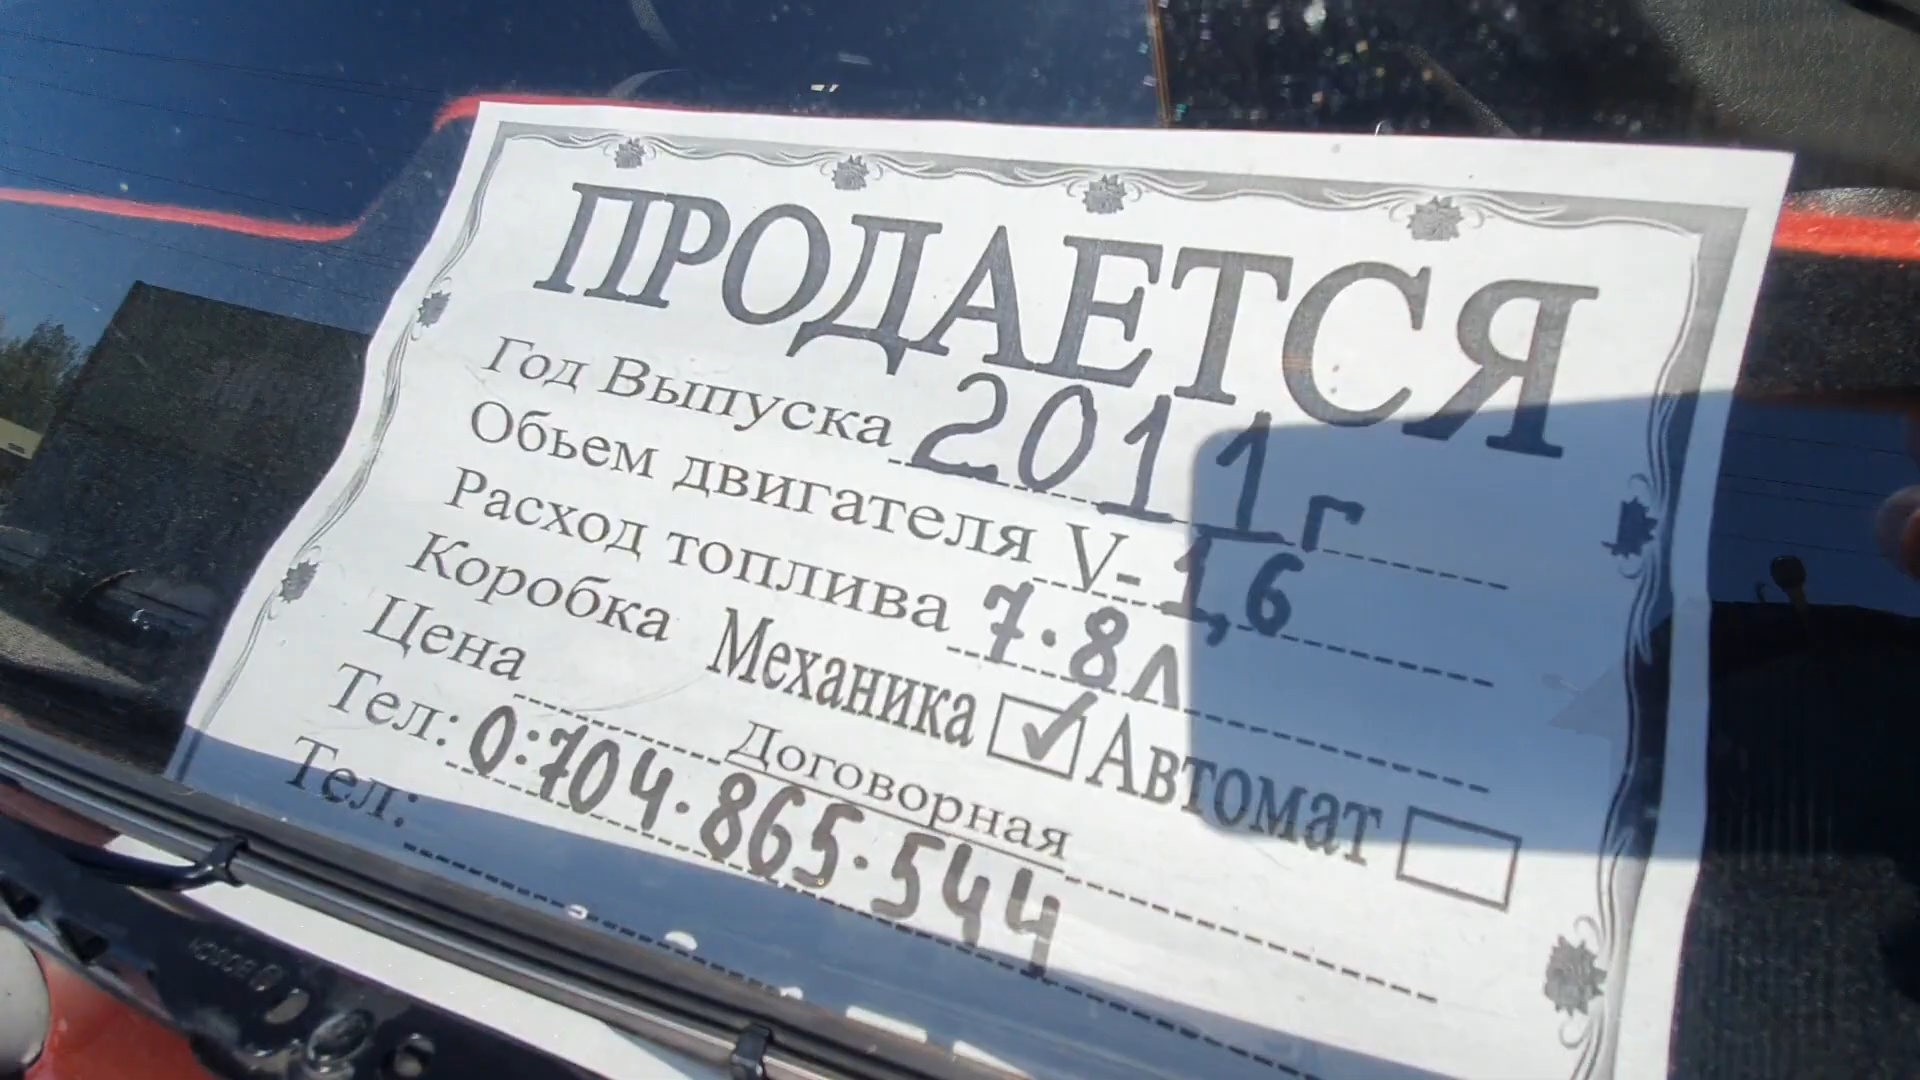 ПРОДАЕТСЯ
Год Выпуска 2011г
Обьем двигателя V-1,6
Расход топлива 7.8л
Коробка Механика ✓ Автомат
Цена Договорная
Тел: 0:704.865.544
Тел: